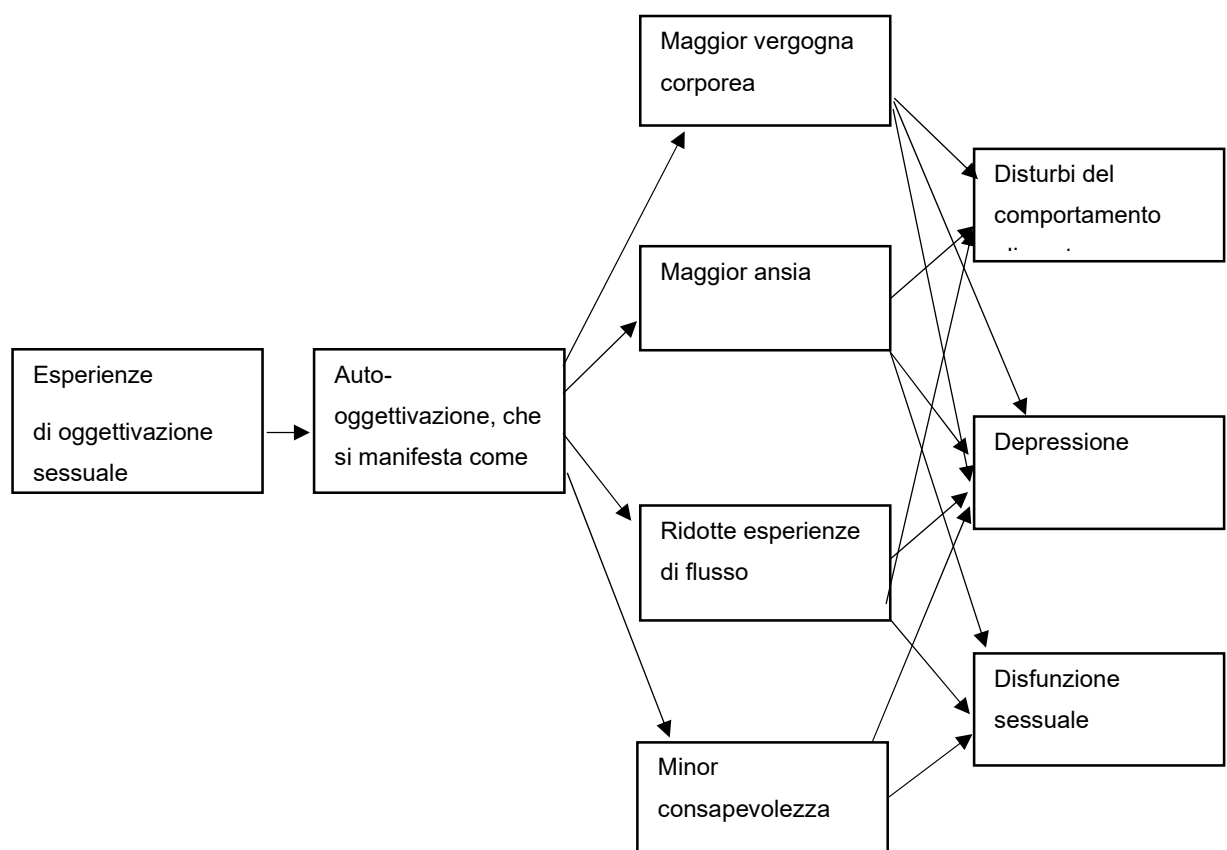 Maggior vergogna
corporea
Disturbi del
comportamento
Maggior ansia
Esperienze
di oggettivazione
sessuale
Auto-
oggettivazione, che
si manifesta come
Depressione
Ridotte esperienze
di flusso
Disfunzione
sessuale
Minor
consapevolezza